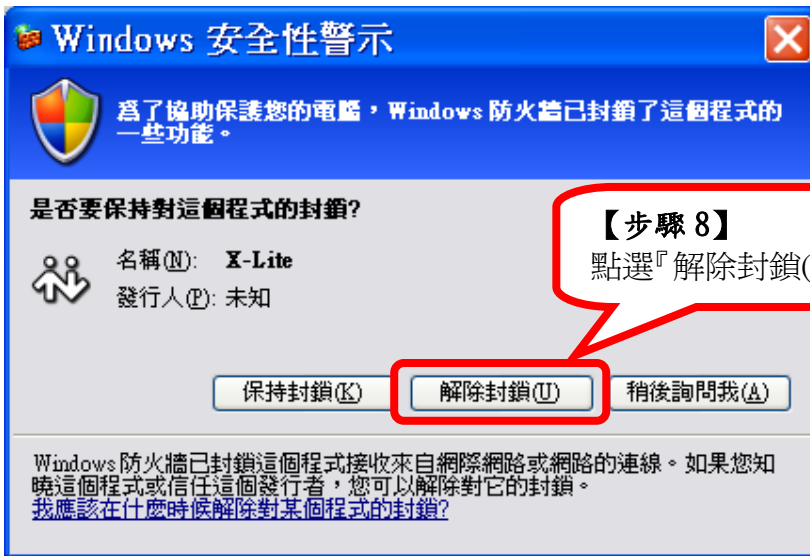 Windows 安全性警示
為了協助保護您的電腦，Windows 防火牆已封鎖了這個程式的
一些功能。
是否要保持對這個程式的封鎖?
名稱(N): X-Lite
發行人(P): 未知
【步驟 8】
點選『解除封鎖(
保持封鎖(K)
解除封鎖(U)
稍後詢問我(A)
Windows 防火牆已封鎖這個程式接收來自網際網路或網路的連線。如果您知
曉這個程式或信任這個發行者，您可以解除對它的封鎖。
我應該在什麼時候解除對某個程式的封鎖?